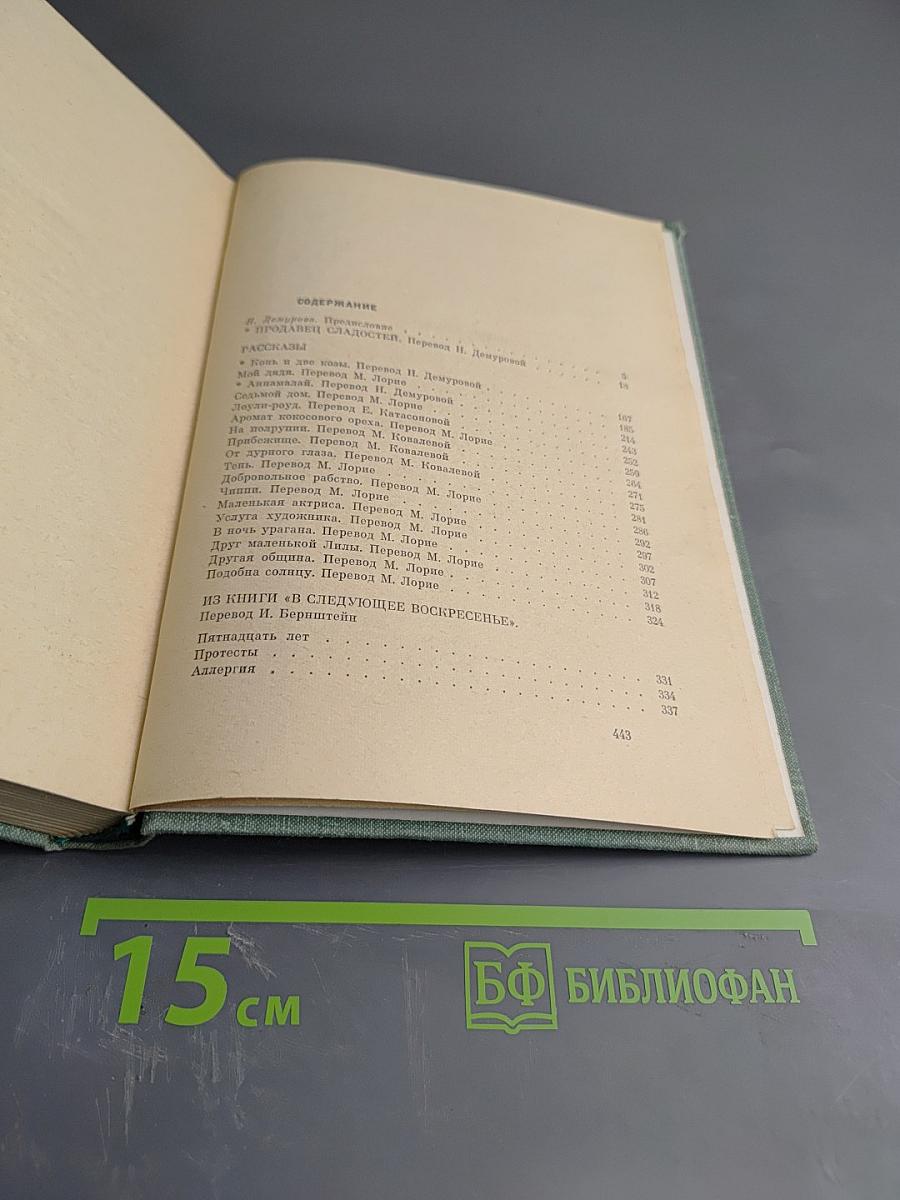 СОДЕРЖАНИЕ
Н. Демурова. Предисловие . . . . . . 5
* ПРОДАВЕЦ СЛАДОСТЕЙ. Перевод Н. Демуровой . . . . . . 18
РАССКАЗЫ
* Конь и две козы. Перевод Н. Демуровой . . . . . . 167
Мой дядя. Перевод М. Лорие . . . . . . 185
* Аннамалай. Перевод Н. Демуровой . . . . . . 214
Седьмой дом. Перевод М. Лорие . . . . . . 243
Лоули-роуд. Перевод Е. Катасоновой . . . . . . 252
Аромат кокосового ореха. Перевод М. Лорие . . . . . . 259
На полрупии. Перевод М. Ковалевой . . . . . . 264
Прибежище. Перевод М. Ковалевой . . . . . . 271
От дурного глаза. Перевод М. Ковалевой . . . . . . 275
Тень. Перевод М. Лорие . . . . . . 281
Добровольное рабство. Перевод М. Лорие . . . . . . 286
Чиппи. Перевод М. Лорие . . . . . . 292
Маленькая актриса. Перевод М. Лорие . . . . . . 297
Услуга художника. Перевод М. Лорие . . . . . . 302
В ночь урагана. Перевод М. Лорие . . . . . . 307
Друг маленькой Лилы. Перевод М. Лорие . . . . . . 312
Другая община. Перевод М. Лорие . . . . . . 318
Подобна солнцу. Перевод М. Лорие . . . . . . 324
ИЗ КНИГИ «В СЛЕДУЮЩЕЕ ВОСКРЕСЕНЬЕ».
Перевод И. Бернштейн
Пятнадцать лет . . . . . . 331
Протесты . . . . . . 334
Аллергия . . . . . . 337
443
15 см
БФ БИБЛИОФАН